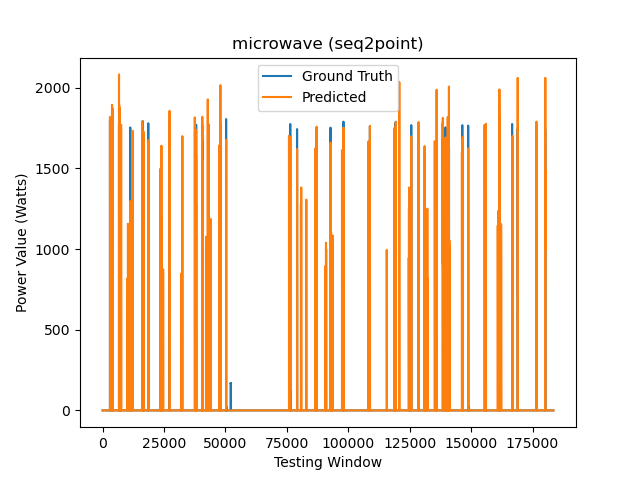 microwave (seq2point)
Ground Truth
Predicted
Power Value (Watts)
2000
1500
1000
500
0
0 25000 50000 75000 100000 125000 150000 175000
Testing Window